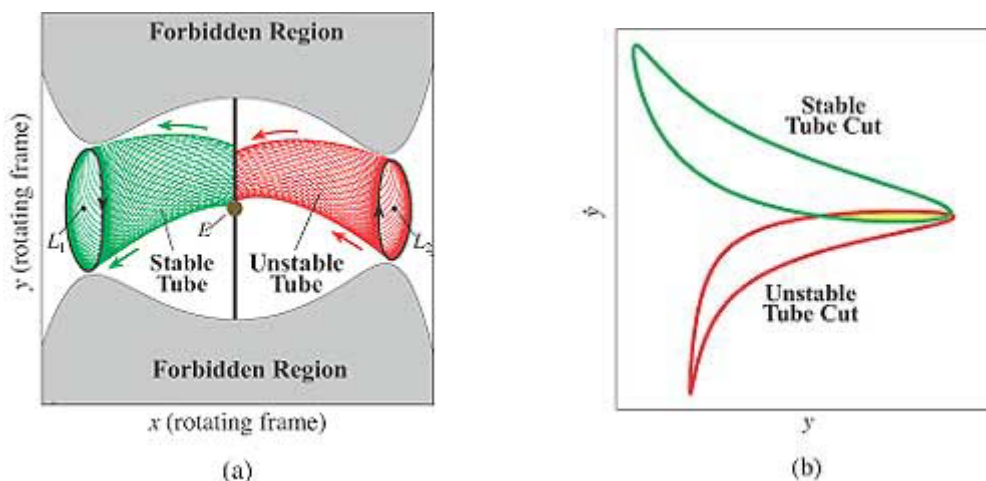 Forbidden Region
y (rotating frame)
L1
E
L2
Stable
Tube
Unstable
Tube
Forbidden Region
x (rotating frame)
(a)
Stable
Tube Cut
ẏ
Unstable
Tube Cut
y
(b)